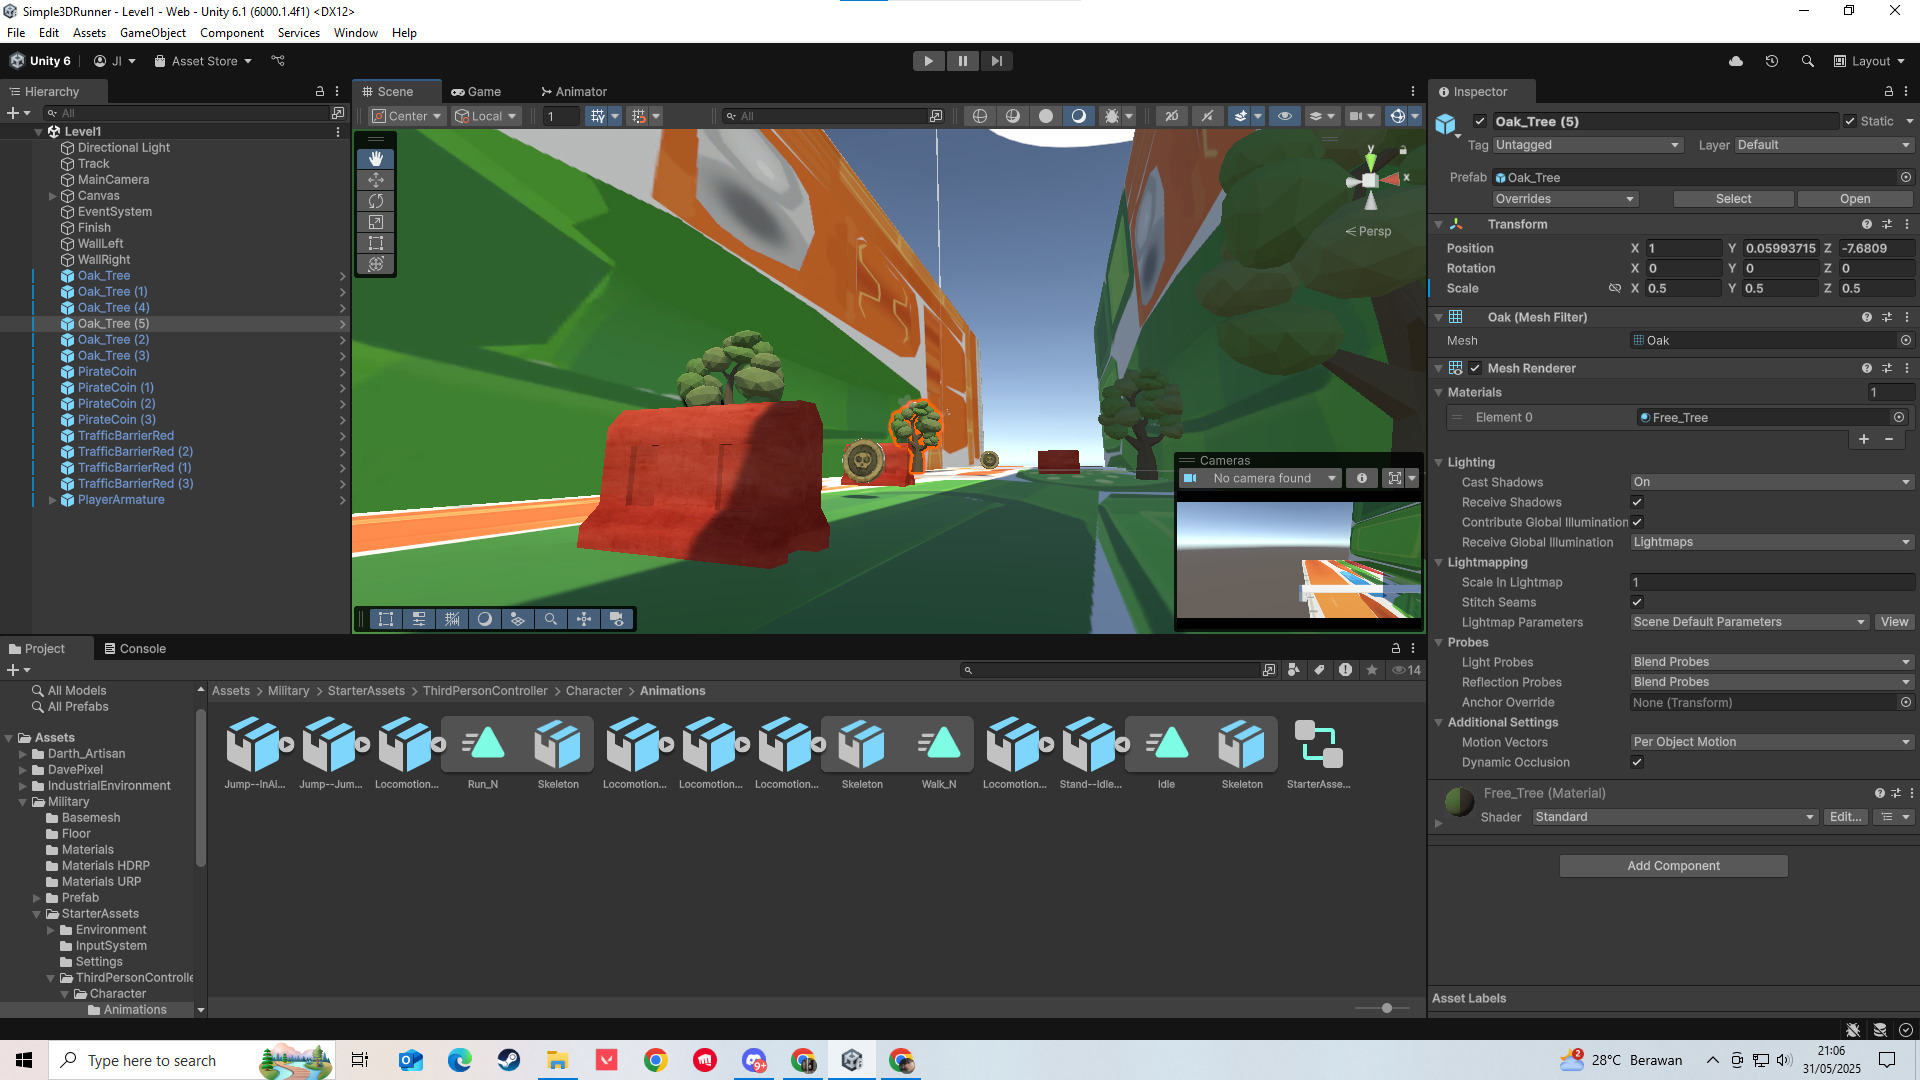 Simple3DRunner - Level1 - Web - Unity 6.1 (6000.1.4f1) <DX12>
File Edit Assets GameObject Component Services Window Help
Unity 6 JI Asset Store Layout
Hierarchy
All
Level1
Directional Light
Track
MainCamera
Canvas
EventSystem
Finish
WallLeft
WallRight
Oak_Tree
Oak_Tree (1)
Oak_Tree (4)
Oak_Tree (5)
Oak_Tree (2)
Oak_Tree (3)
PirateCoin
PirateCoin (1)
PirateCoin (2)
PirateCoin (3)
TrafficBarrierRed
TrafficBarrierRed (2)
TrafficBarrierRed (1)
TrafficBarrierRed (3)
PlayerArmature
Scene Game Animator
Center Local 1 All 2D
y
x
Persp
Cameras
No camera found
Inspector
Oak_Tree (5) Static
Tag Untagged Layer Default
Prefab Oak_Tree
Overrides Select Open
Transform
Position X 1 Y 0.05993715 Z -7.6809
Rotation X 0 Y 0 Z 0
Scale X 0.5 Y 0.5 Z 0.5
Oak (Mesh Filter)
Mesh Oak
Mesh Renderer
Materials 1
Element 0 Free_Tree
Lighting
Cast Shadows On
Receive Shadows
Contribute Global Illumination
Receive Global Illumination Lightmaps
Lightmapping
Scale In Lightmap 1
Stitch Seams
Lightmap Parameters Scene Default Parameters View
Probes
Light Probes Blend Probes
Reflection Probes Blend Probes
Anchor Override None (Transform)
Additional Settings
Motion Vectors Per Object Motion
Dynamic Occlusion
Free_Tree (Material)
Shader Standard Edit...
Add Component
Asset Labels
Project Console
14
All Models
All Prefabs
Assets
Darth_Artisan
DavePixel
IndustrialEnvironment
Military
Basemesh
Floor
Materials
Materials HDRP
Materials URP
Prefab
StarterAssets
Environment
InputSystem
Settings
ThirdPersonControlle
Character
Animations
Assets > Military > StarterAssets > ThirdPersonController > Character > Animations
Jump--InAi... Jump--Jum... Locomotion... Run_N Skeleton Locomotion... Locomotion... Locomotion... Skeleton Walk_N Locomotion... Stand--Idle... Idle Skeleton StarterAsse...
Type here to search
9+
2
28°C Berawan
21:06
31/05/2025